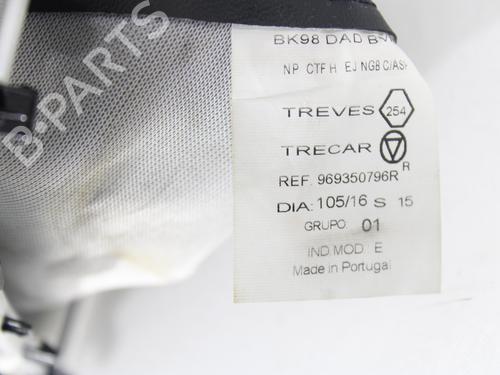 BK98 DAD
NP CTF H EJ NGB C/ASP
TREVES 254
TRECAR R
REF. 969350796R
DIA: 105/16 S 15
GRUPO: 01
IND MOD: E
Made in Portugal
B-PARTS